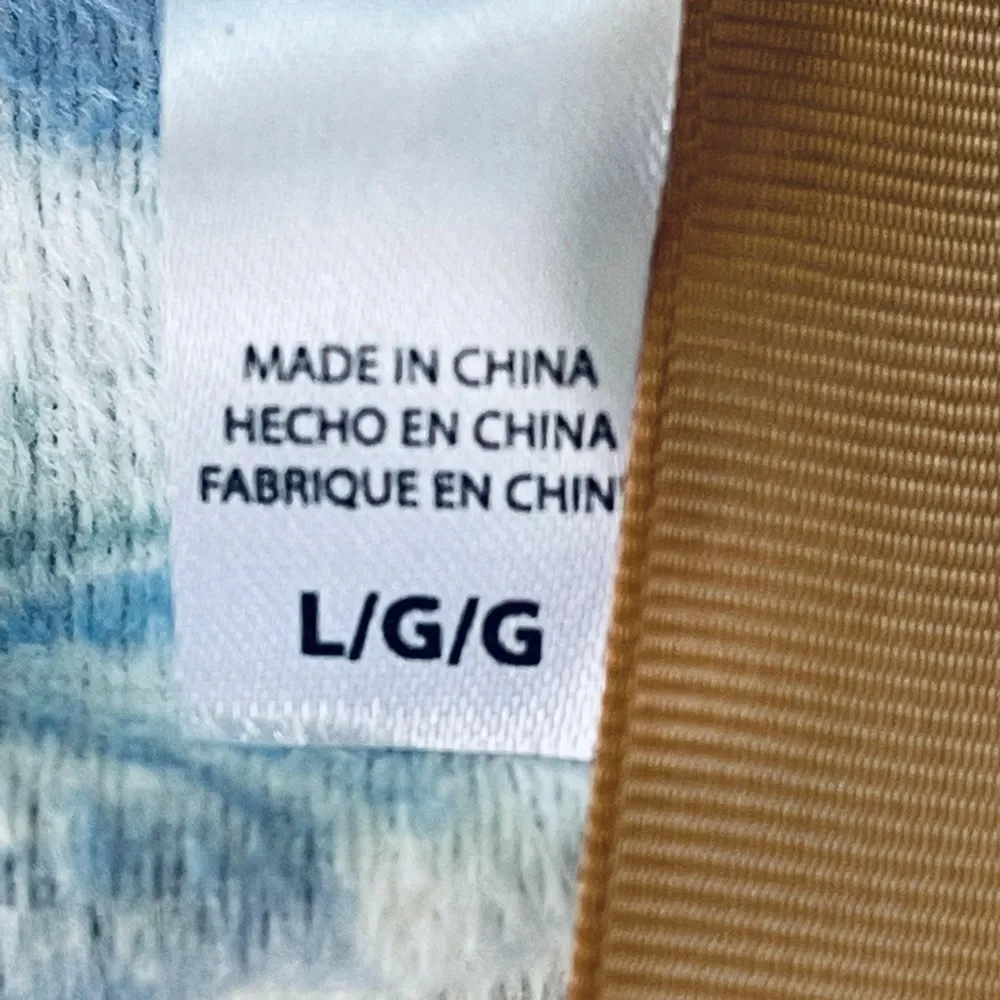 MADE IN CHINA
HECHO EN CHINA
FABRIQUE EN CHIN
L/G/G